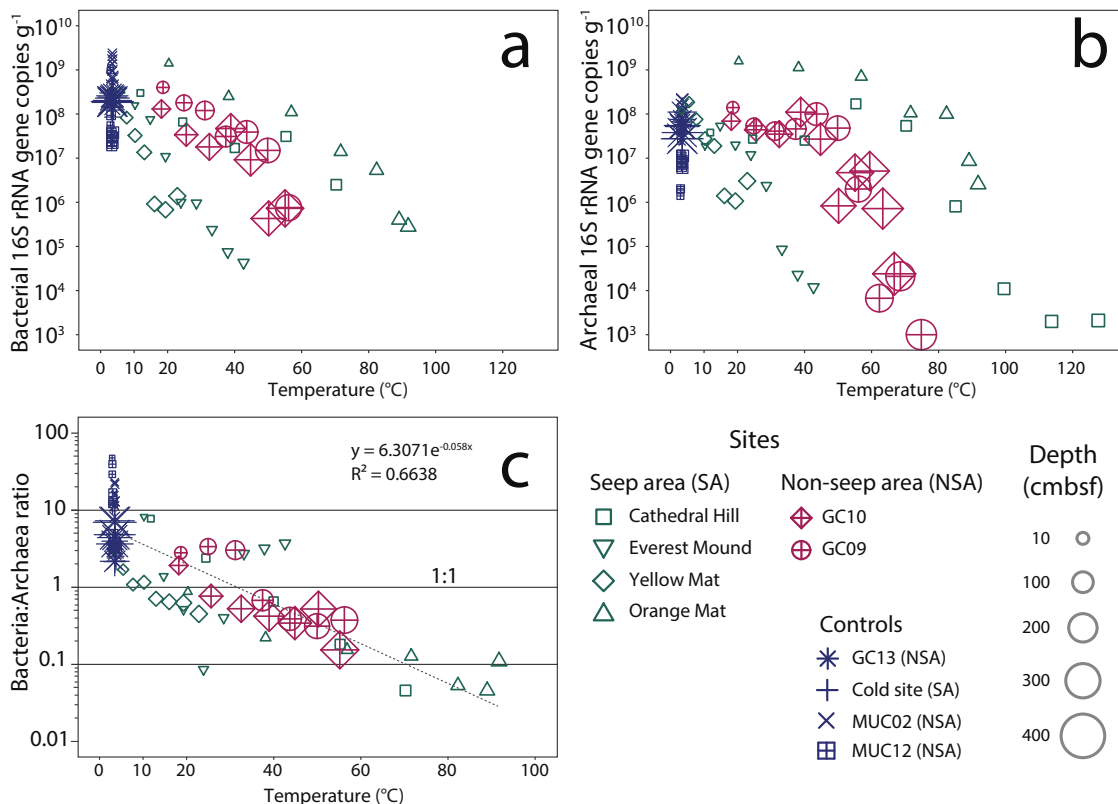 a
Bacterial 16S rRNA gene copies g⁻¹
10¹⁰
10⁹
10⁸
10⁷
10⁶
10⁵
10⁴
10³
0 10 20 40 60 80 100 120
Temperature (°C)
b
Archaeal 16S rRNA gene copies g⁻¹
10¹⁰
10⁹
10⁸
10⁷
10⁶
10⁵
10⁴
10³
0 10 20 40 60 80 100 120
Temperature (°C)
c
y = 6.3071e⁻⁰·⁰⁵⁸ˣ
R² = 0.6638
1:1
Bacteria:Archaea ratio
100
10
1
0.1
0.01
0 10 20 40 60 80 100
Temperature (°C)
Sites
Seep area (SA)
Cathedral Hill
Everest Mound
Yellow Mat
Orange Mat
Non-seep area (NSA)
GC10
GC09
Controls
GC13 (NSA)
Cold site (SA)
MUC02 (NSA)
MUC12 (NSA)
Depth
(cmbsf)
10
100
200
300
400